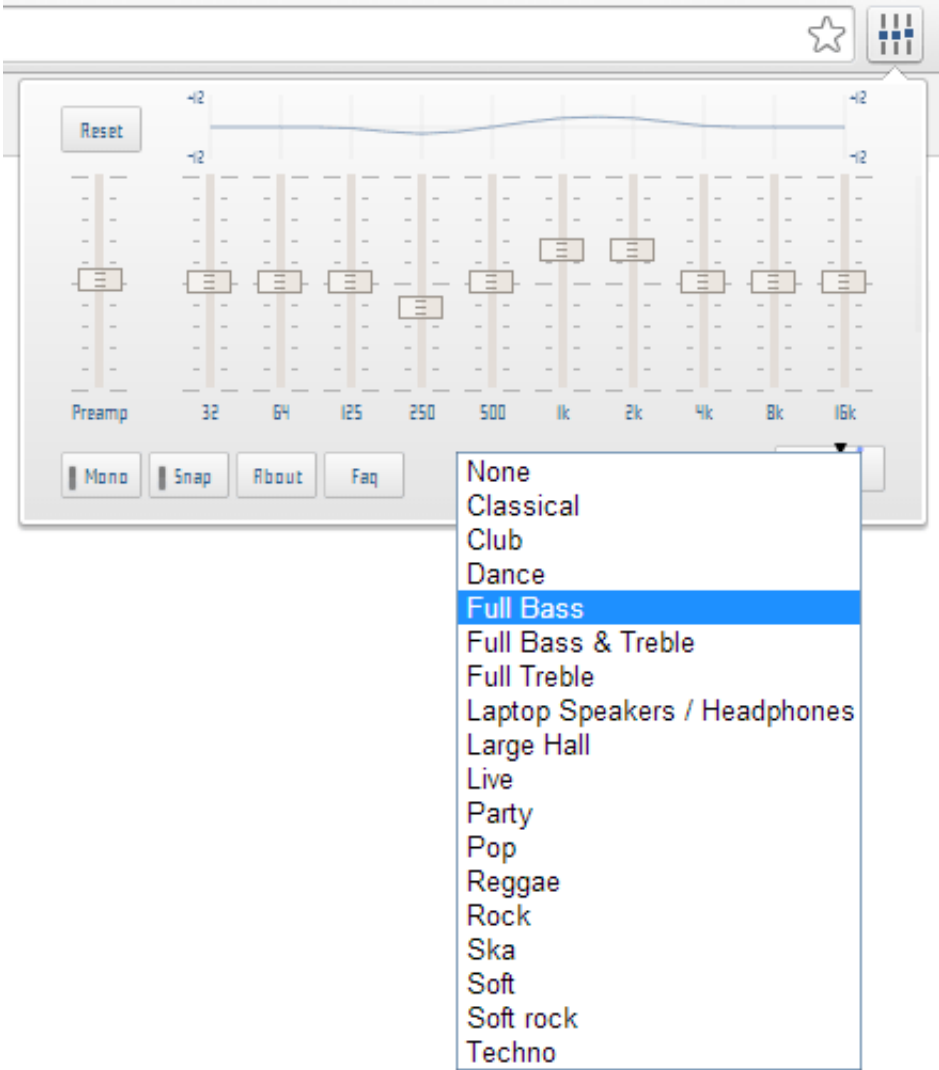 Reset
+12
+12
-12
-12
Preamp 32 64 125 250 500 1k 2k 4k 8k 16k
Mono Snap About Faq
None
Classical
Club
Dance
Full Bass
Full Bass & Treble
Full Treble
Laptop Speakers / Headphones
Large Hall
Live
Party
Pop
Reggae
Rock
Ska
Soft
Soft rock
Techno